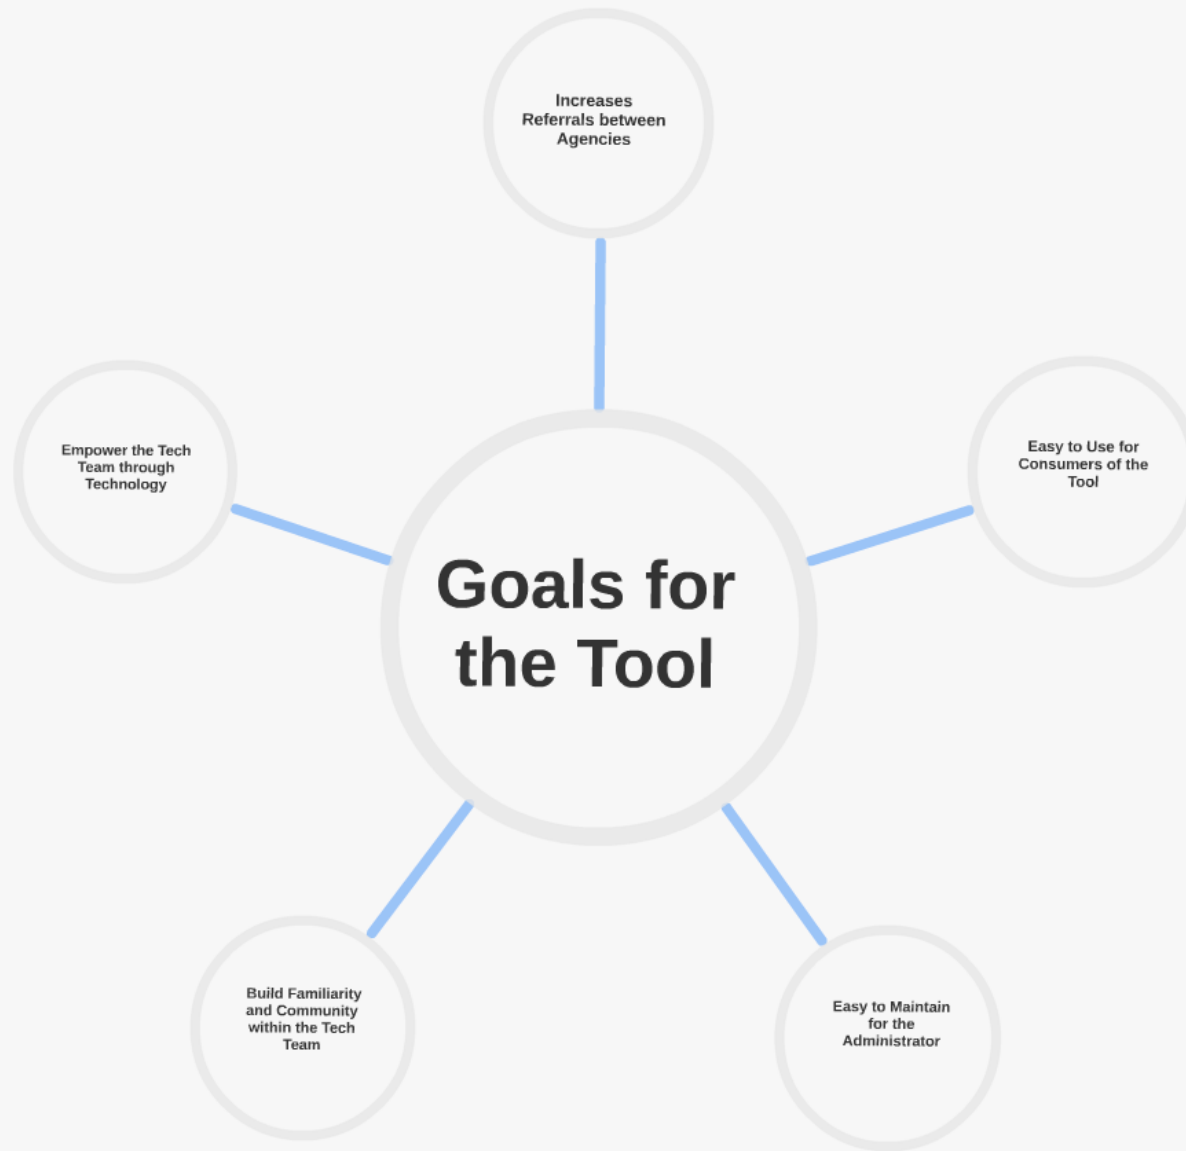 Increases
Referrals between
Agencies
Empower the Tech
Team through
Technology
Easy to Use for
Consumers of the
Tool
Goals for
the Tool
Build Familiarity
and Community
within the Tech
Team
Easy to Maintain
for the
Administrator